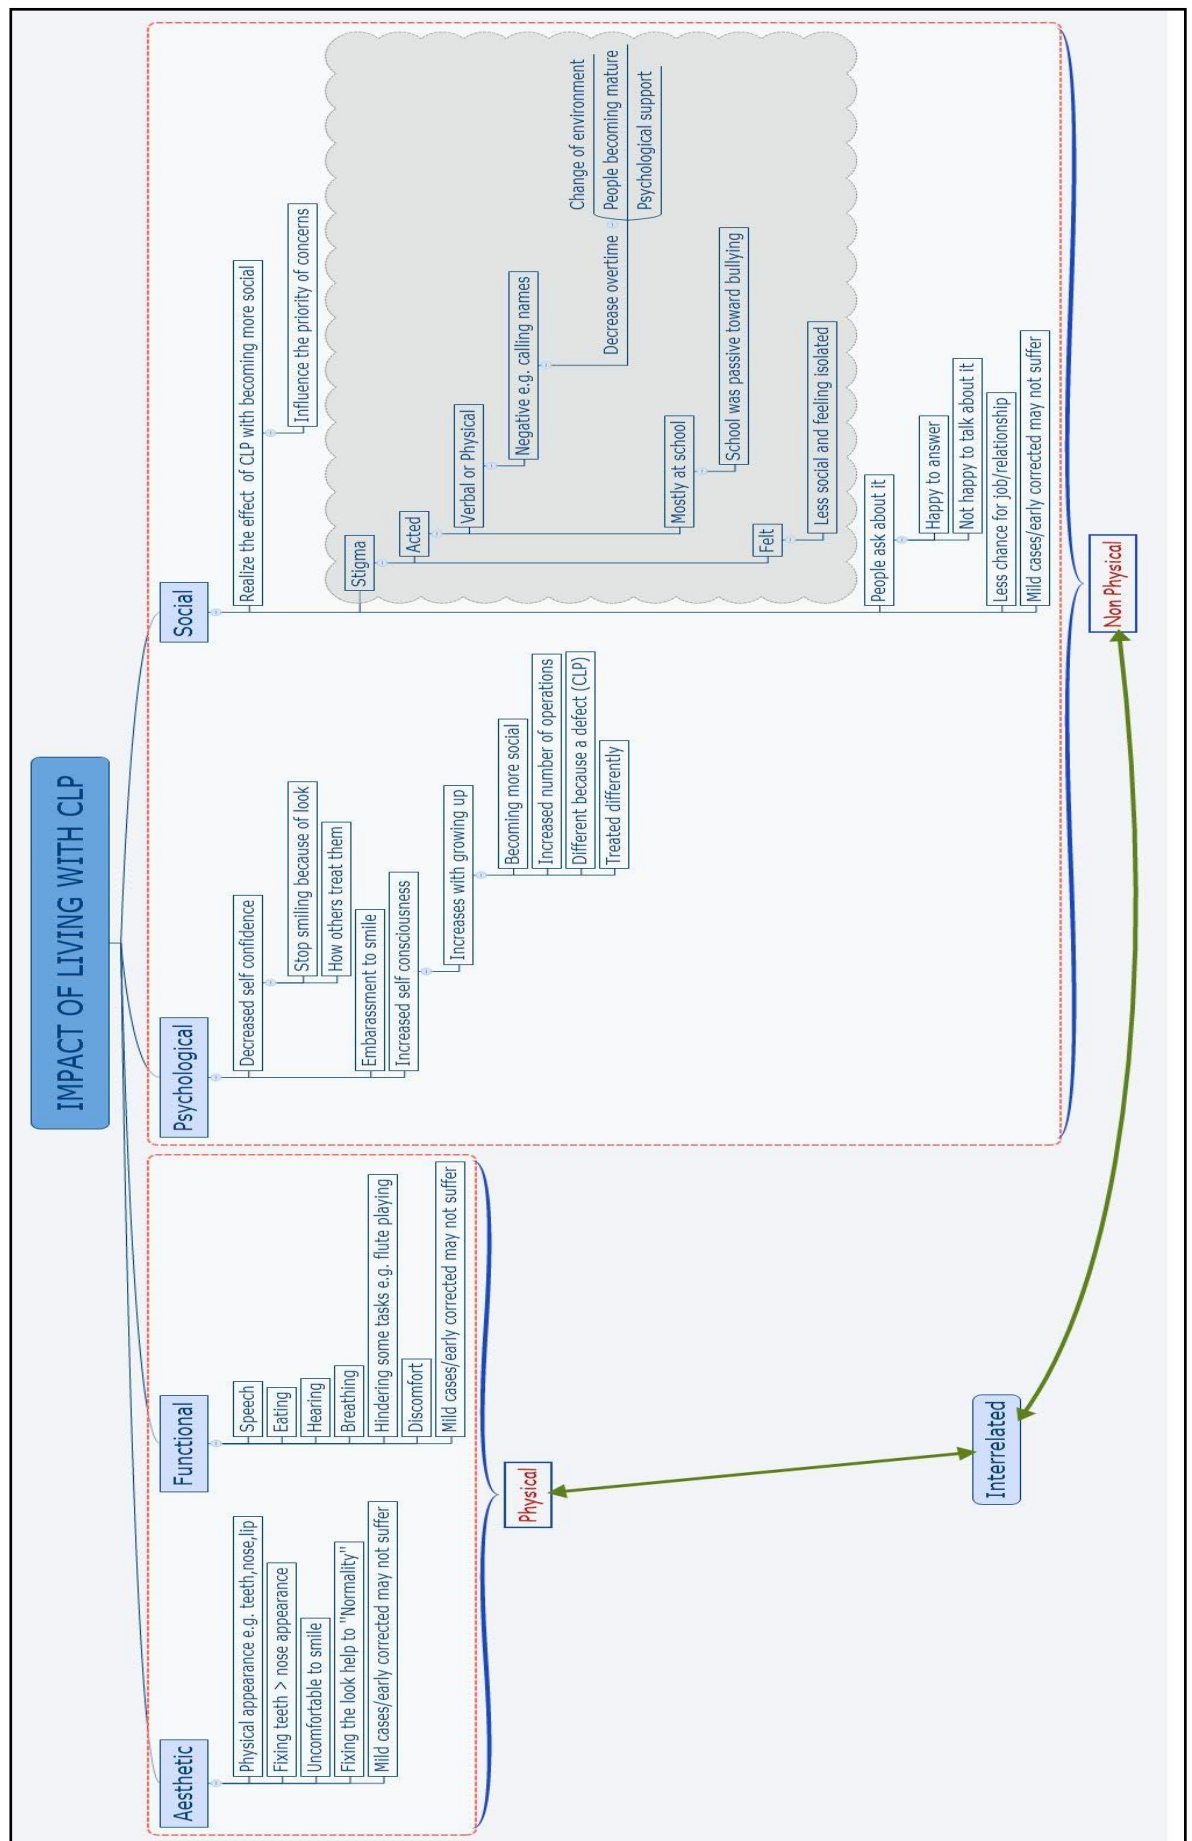 IMPACT OF LIVING WITH CLP
Aesthetic
Physical appearance e.g. teeth,nose,lip
Fixing teeth > nose appearance
Uncomfortable to smile
Fixing the look help to "Normality"
Mild cases/early corrected may not suffer
Functional
Speech
Eating
Hearing
Breathing
Hindering some tasks e.g. flute playing
Discomfort
Mild cases/early corrected may not suffer
Physical
Psychological
Decreased self confidence
Stop smiling because of look
How others treat them
Embarassment to smile
Increased self consciousness
Increases with growing up
Becoming more social
Increased number of operations
Different because a defect (CLP)
Treated differently
Social
Realize the effect of CLP with becoming more social
Influence the priority of concerns
Stigma
Acted
Verbal or Physical
Negative e.g. calling names
Decrease overtime
Change of environment
People becoming mature
Psychological support
Mostly at school
School was passive toward bullying
Felt
Less social and feeling isolated
People ask about it
Happy to answer
Not happy to talk about it
Less chance for job/relationship
Mild cases/early corrected may not suffer
Non Physical
Interrelated